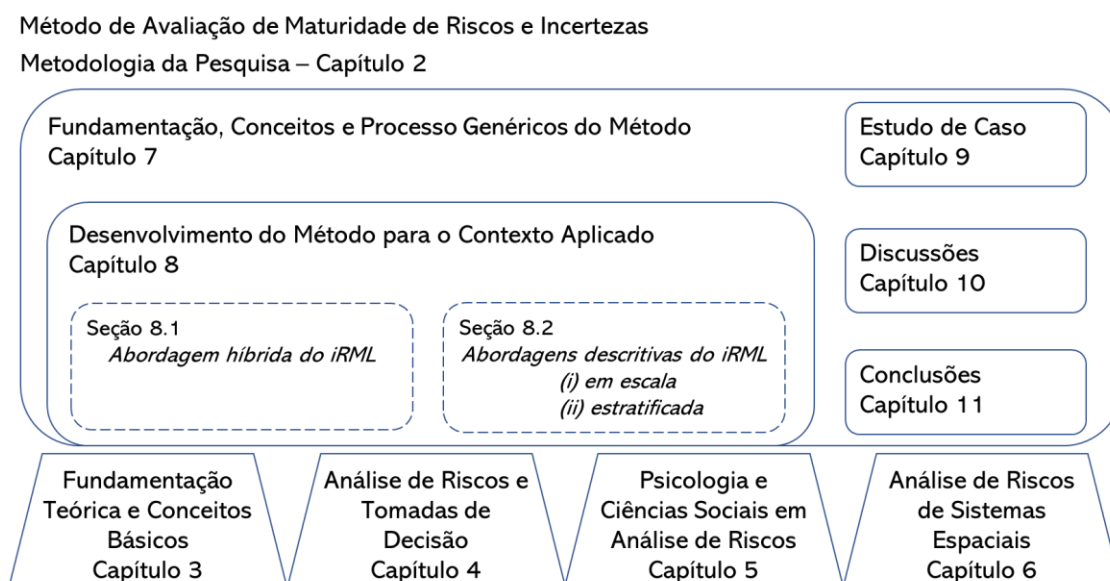 Método de Avaliação de Maturidade de Riscos e Incertezas
Metodologia da Pesquisa – Capítulo 2
Fundamentação, Conceitos e Processo Genéricos do Método
Capítulo 7
Desenvolvimento do Método para o Contexto Aplicado
Capítulo 8
Seção 8.1
Abordagem híbrida do iRML
Seção 8.2
Abordagens descritivas do iRML
(i) em escala
(ii) estratificada
Estudo de Caso
Capítulo 9
Discussões
Capítulo 10
Conclusões
Capítulo 11
Fundamentação
Teórica e Conceitos
Básicos
Capítulo 3
Análise de Riscos e
Tomadas de
Decisão
Capítulo 4
Psicologia e
Ciências Sociais em
Análise de Riscos
Capítulo 5
Análise de Riscos
de Sistemas
Espaciais
Capítulo 6